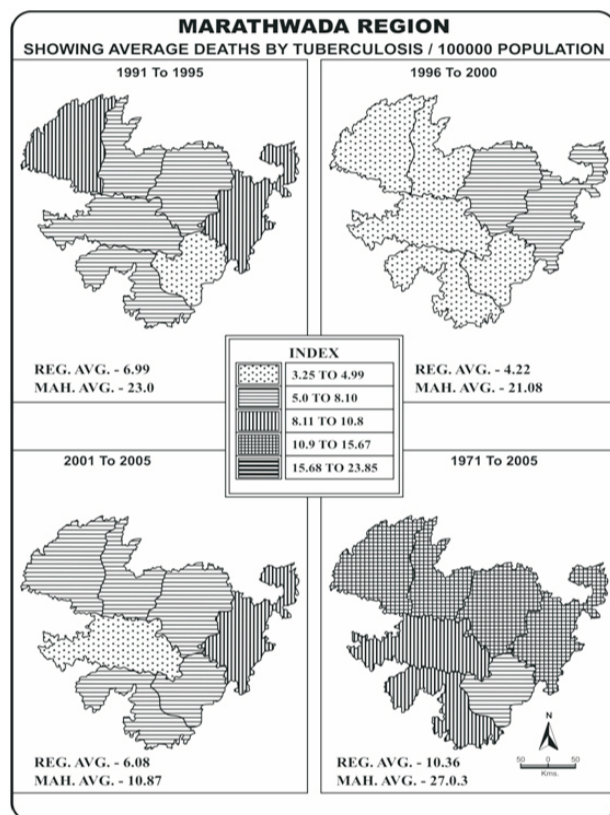 MARATHWADA REGION
SHOWING AVERAGE DEATHS BY TUBERCULOSIS / 100000 POPULATION
1991 To 1995
1996 To 2000
REG. AVG. - 6.99
MAH. AVG. - 23.0
REG. AVG. - 4.22
MAH. AVG. - 21.08
INDEX
3.25 TO 4.99
5.0 TO 8.10
8.11 TO 10.8
10.9 TO 15.67
15.68 TO 23.85
2001 To 2005
1971 To 2005
REG. AVG. - 6.08
MAH. AVG. - 10.87
REG. AVG. - 10.36
MAH. AVG. - 27.0.3
N
50 0 50
Kms.